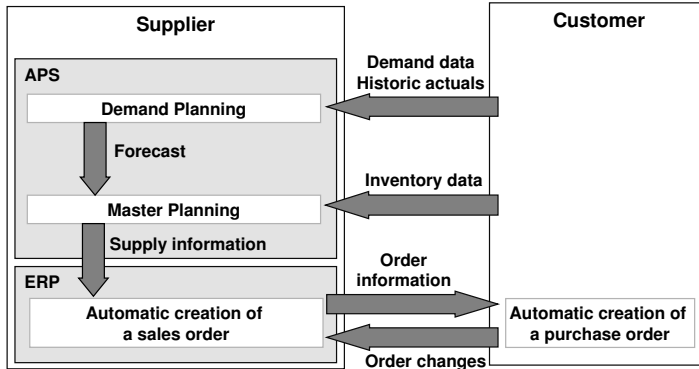 Supplier
Customer
APS
Demand data
Historic actuals
Demand Planning
Forecast
Inventory data
Master Planning
Supply information
Order
information
ERP
Automatic creation of
a sales order
Automatic creation of
a purchase order
Order changes